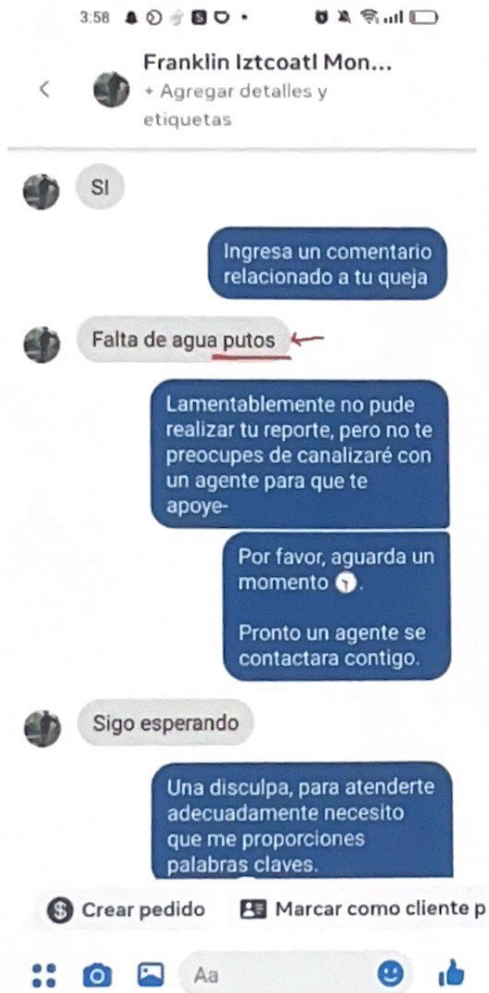 3:58
Franklin Iztcoatl Mon...
+ Agregar detalles y
etiquetas
SI
Ingresa un comentario
relacionado a tu queja
Falta de agua putos
Lamentablemente no pude
realizar tu reporte, pero no te
preocupes de canalizaré con
un agente para que te
apoye-
Por favor, aguarda un
momento 🕐.
Pronto un agente se
contactara contigo.
Sigo esperando
Una disculpa, para atenderte
adecuadamente necesito
que me proporciones
palabras claves.
Crear pedido
Marcar como cliente p
Aa